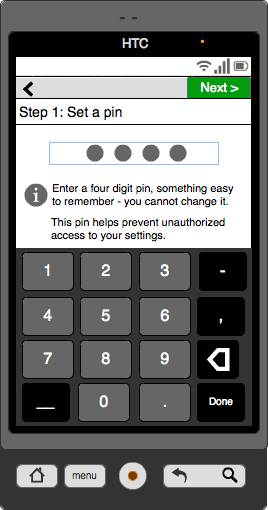 HTC
Next >
Step 1: Set a pin
Enter a four digit pin, something easy
to remember - you cannot change it.
This pin helps prevent unauthorized
access to your settings.
1 2 3 -
4 5 6 ,
7 8 9
__ 0 . Done
menu